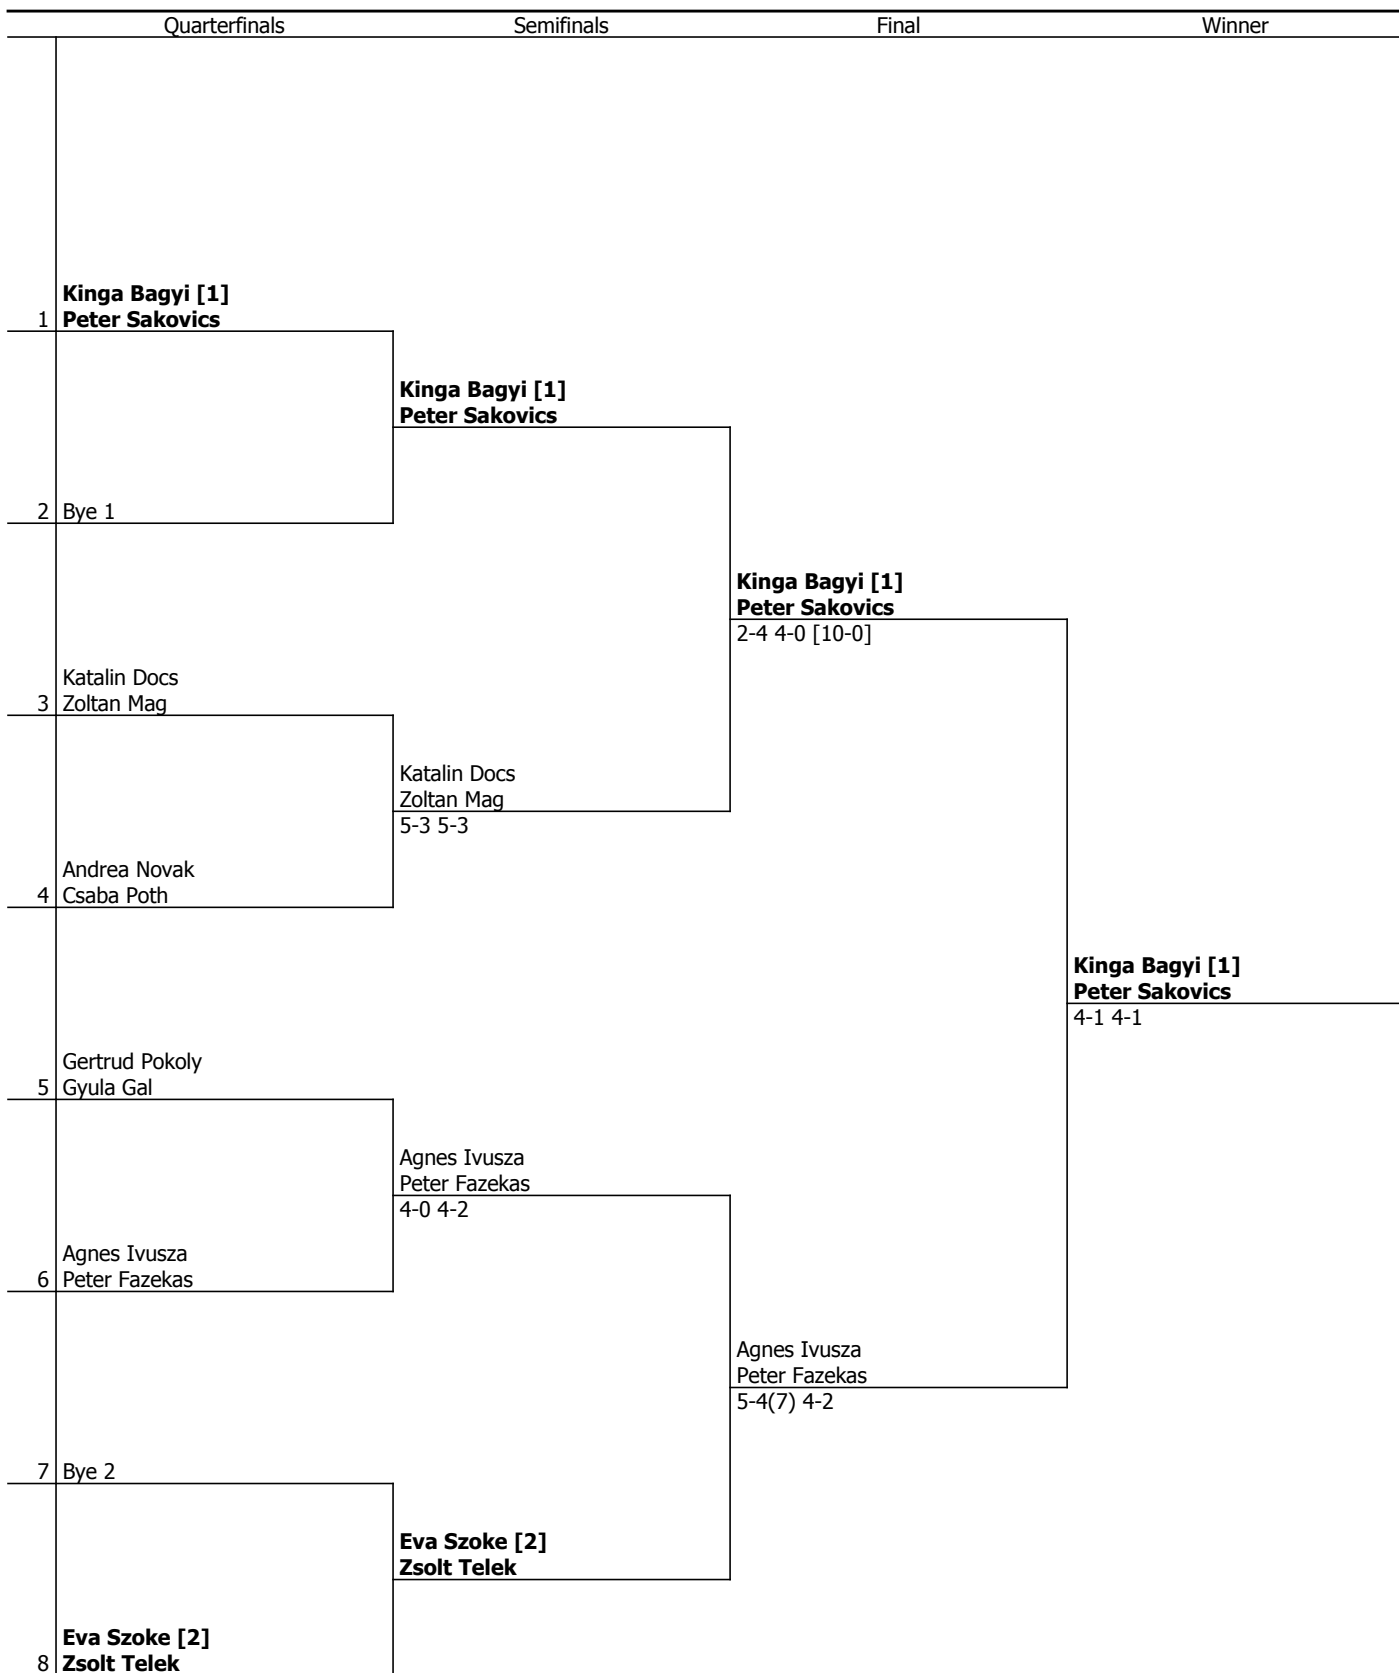 Quarterfinals Semifinals Final Winner
Kinga Bagyi [1]
1 Peter Sakovics
Kinga Bagyi [1]
Peter Sakovics
2 Bye 1
Kinga Bagyi [1]
Peter Sakovics
2-4 4-0 [10-0]
Katalin Docs
3 Zoltan Mag
Katalin Docs
Zoltan Mag
5-3 5-3
Andrea Novak
4 Csaba Poth
Kinga Bagyi [1]
Peter Sakovics
4-1 4-1
Gertrud Pokoly
5 Gyula Gal
Agnes Ivusza
Peter Fazekas
4-0 4-2
Agnes Ivusza
6 Peter Fazekas
Agnes Ivusza
Peter Fazekas
5-4(7) 4-2
7 Bye 2
Eva Szoke [2]
Zsolt Telek
Eva Szoke [2]
8 Zsolt Telek